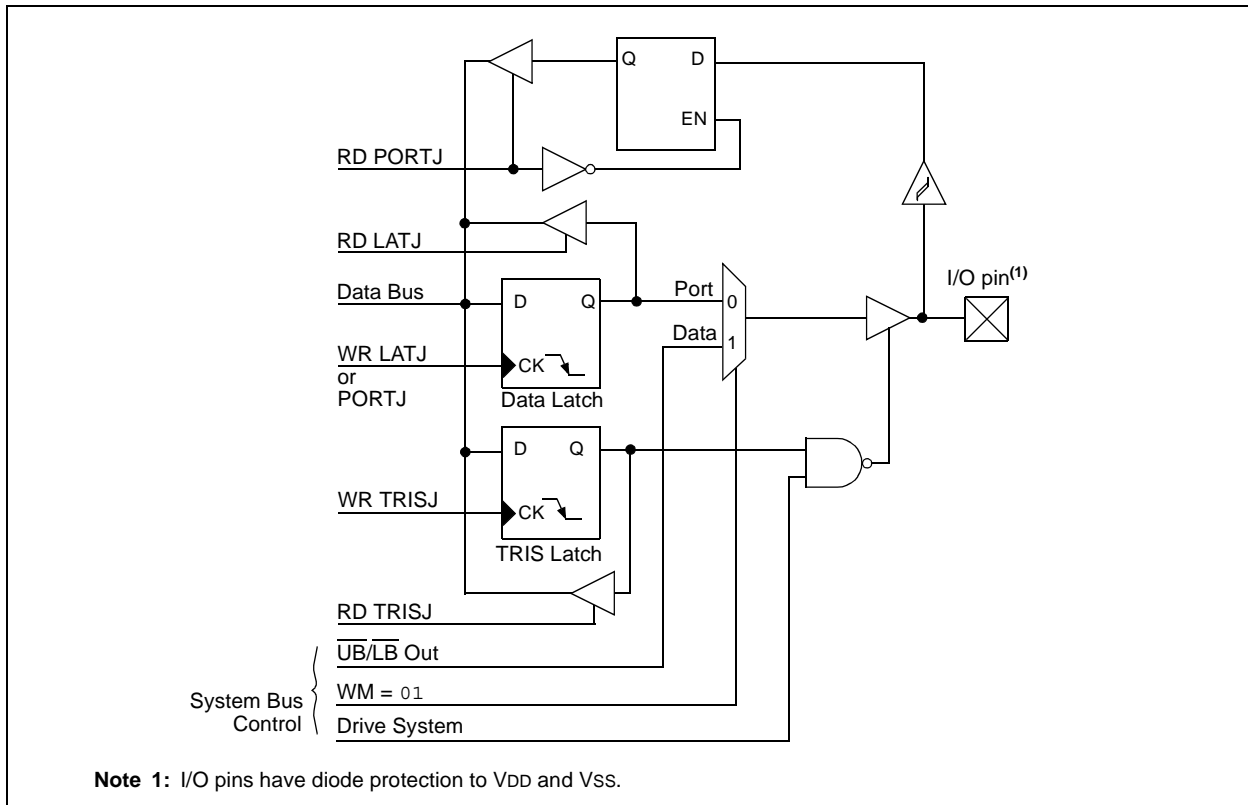 Q D
EN
RD PORTJ
RD LATJ
I/O pin(1)
Data Bus
D Q
Port 0
Data 1
WR LATJ
or
PORTJ
CK
Data Latch
D Q
WR TRISJ
CK
TRIS Latch
RD TRISJ
UB/LB Out
WM = 01
System Bus
Control
Drive System
Note 1: I/O pins have diode protection to VDD and VSS.